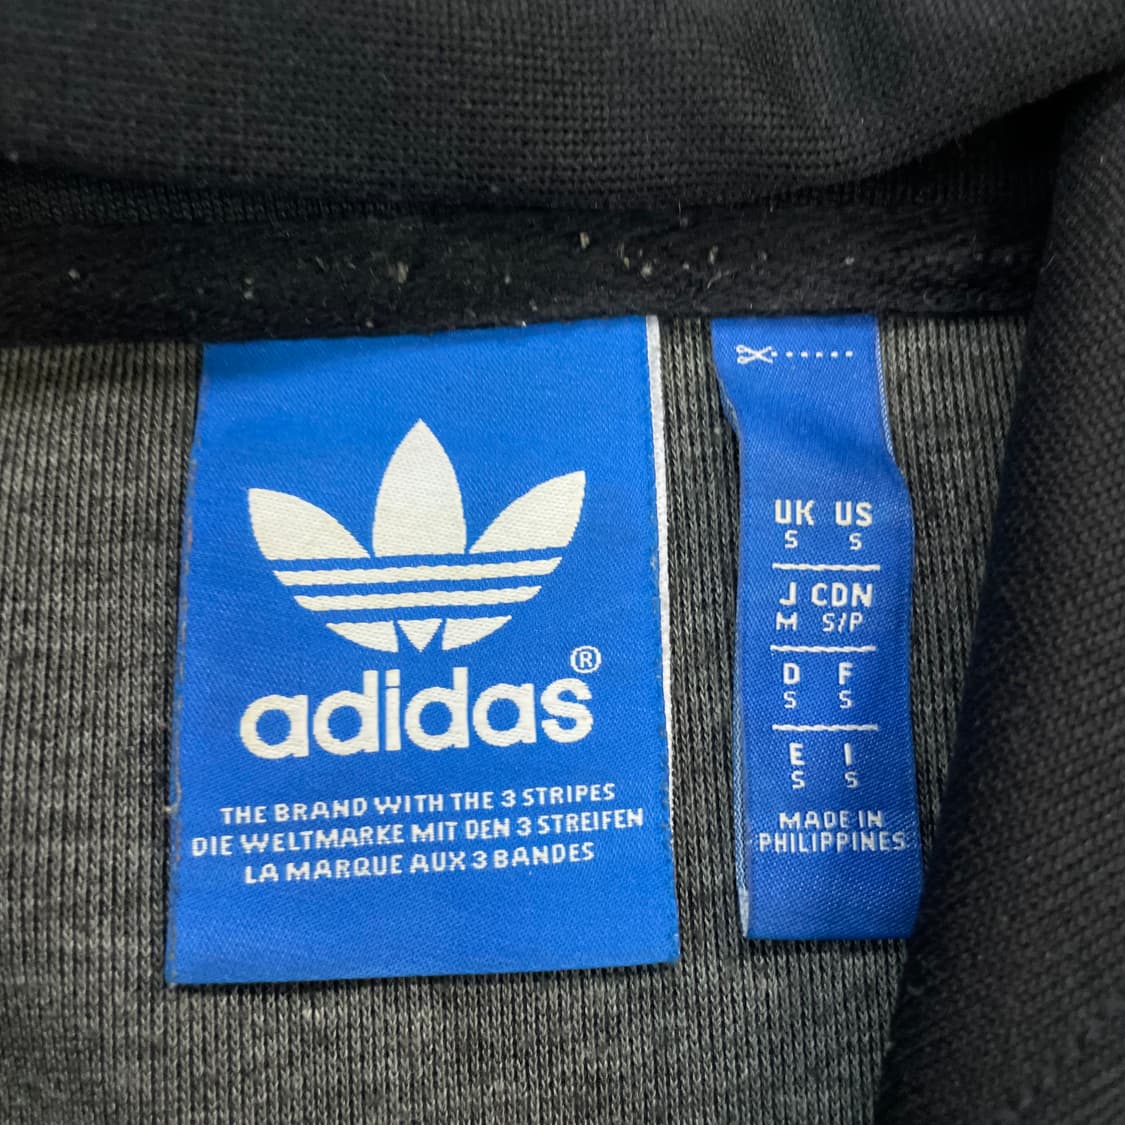 adidas®
THE BRAND WITH THE 3 STRIPES
DIE WELTMARKE MIT DEN 3 STREIFEN
LA MARQUE AUX 3 BANDES
UK US
S S
J CDN
M S/P
D F
S S
E I
S S
MADE IN
PHILIPPINES